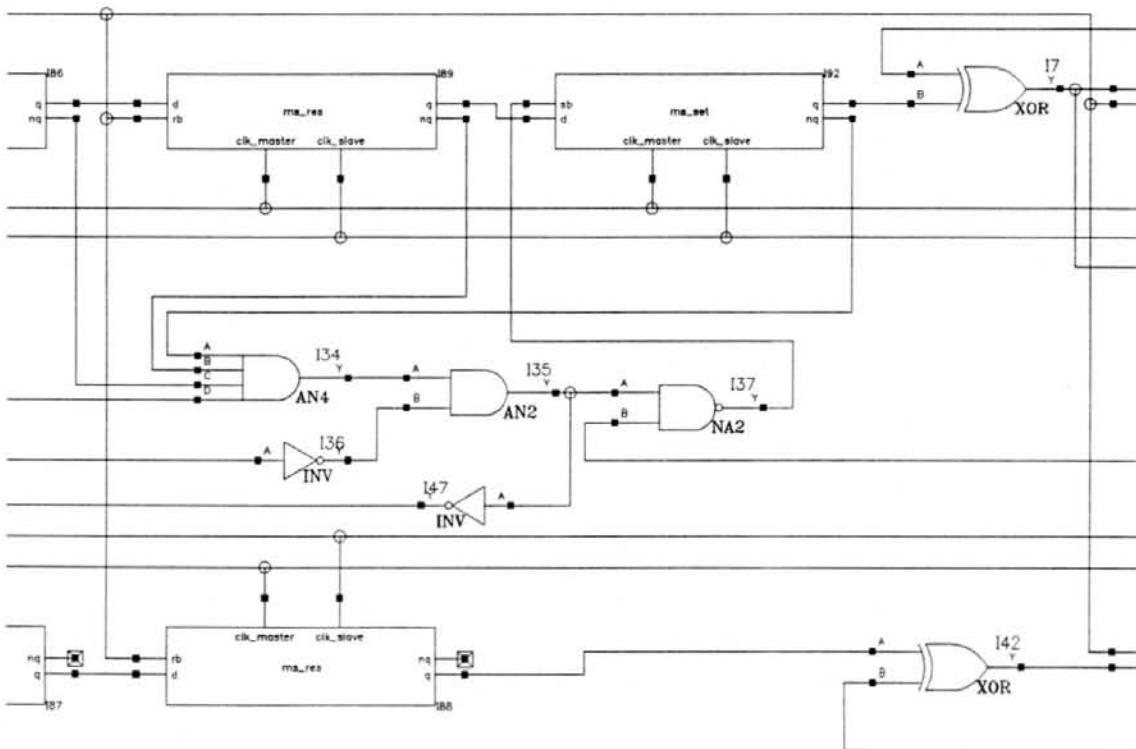 I86
q
nq
d
rb
ms_res
clk_master clk_slave
q
nq
I89
sb
d
ms_set
clk_master clk_slave
q
nq
I92
A
B
I7
Y
XOR
A
B
C
D
I34
Y
AN4
A
B
I35
Y
AN2
A
B
I37
Y
NA2
A
I36
Y
INV
I47
Y
A
INV
nq
q
I87
clk_master clk_slave
rb
d
ms_res
nq
q
I88
A
B
I42
Y
XOR